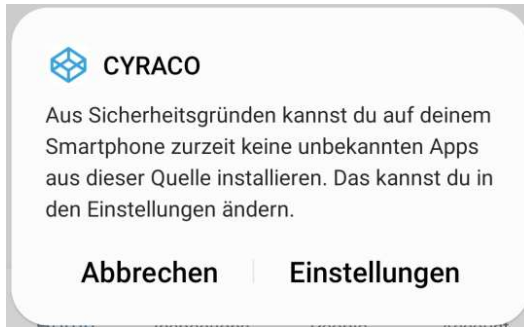 CYRACO
Aus Sicherheitsgründen kannst du auf deinem
Smartphone zurzeit keine unbekannten Apps
aus dieser Quelle installieren. Das kannst du in
den Einstellungen ändern.
Abbrechen Einstellungen